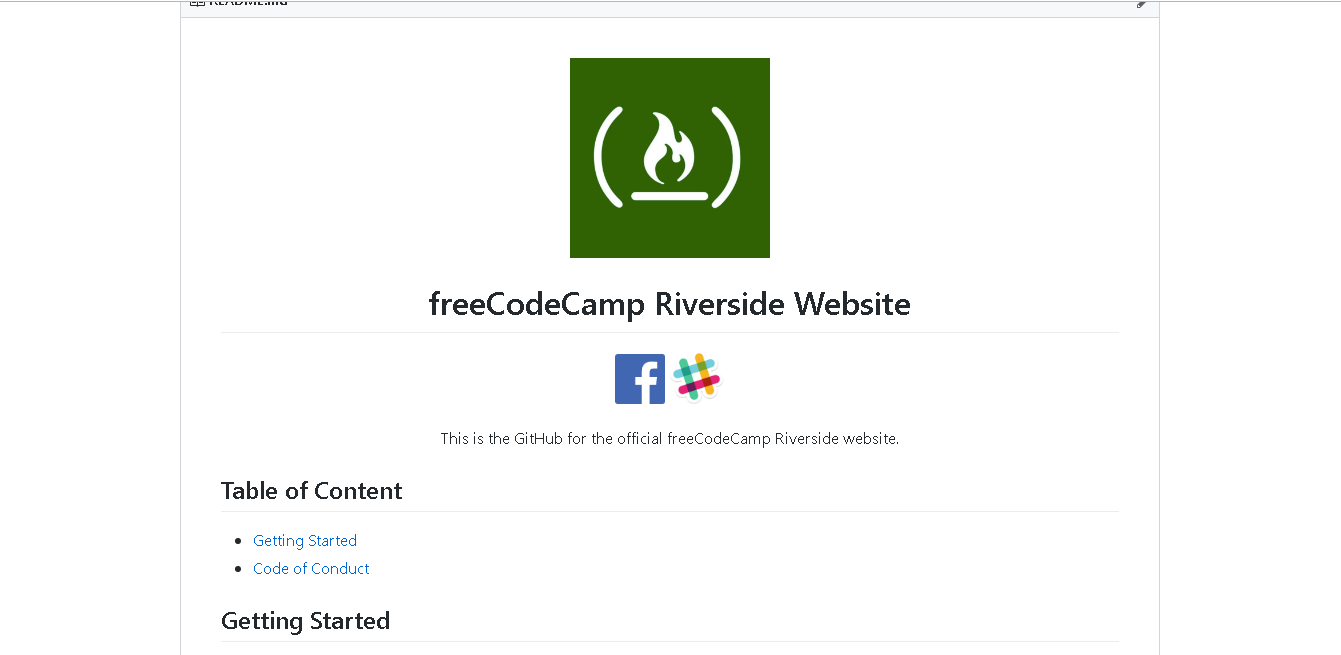 README.md
freeCodeCamp Riverside Website
This is the GitHub for the official freeCodeCamp Riverside website.
Table of Content
Getting Started
Code of Conduct
Getting Started